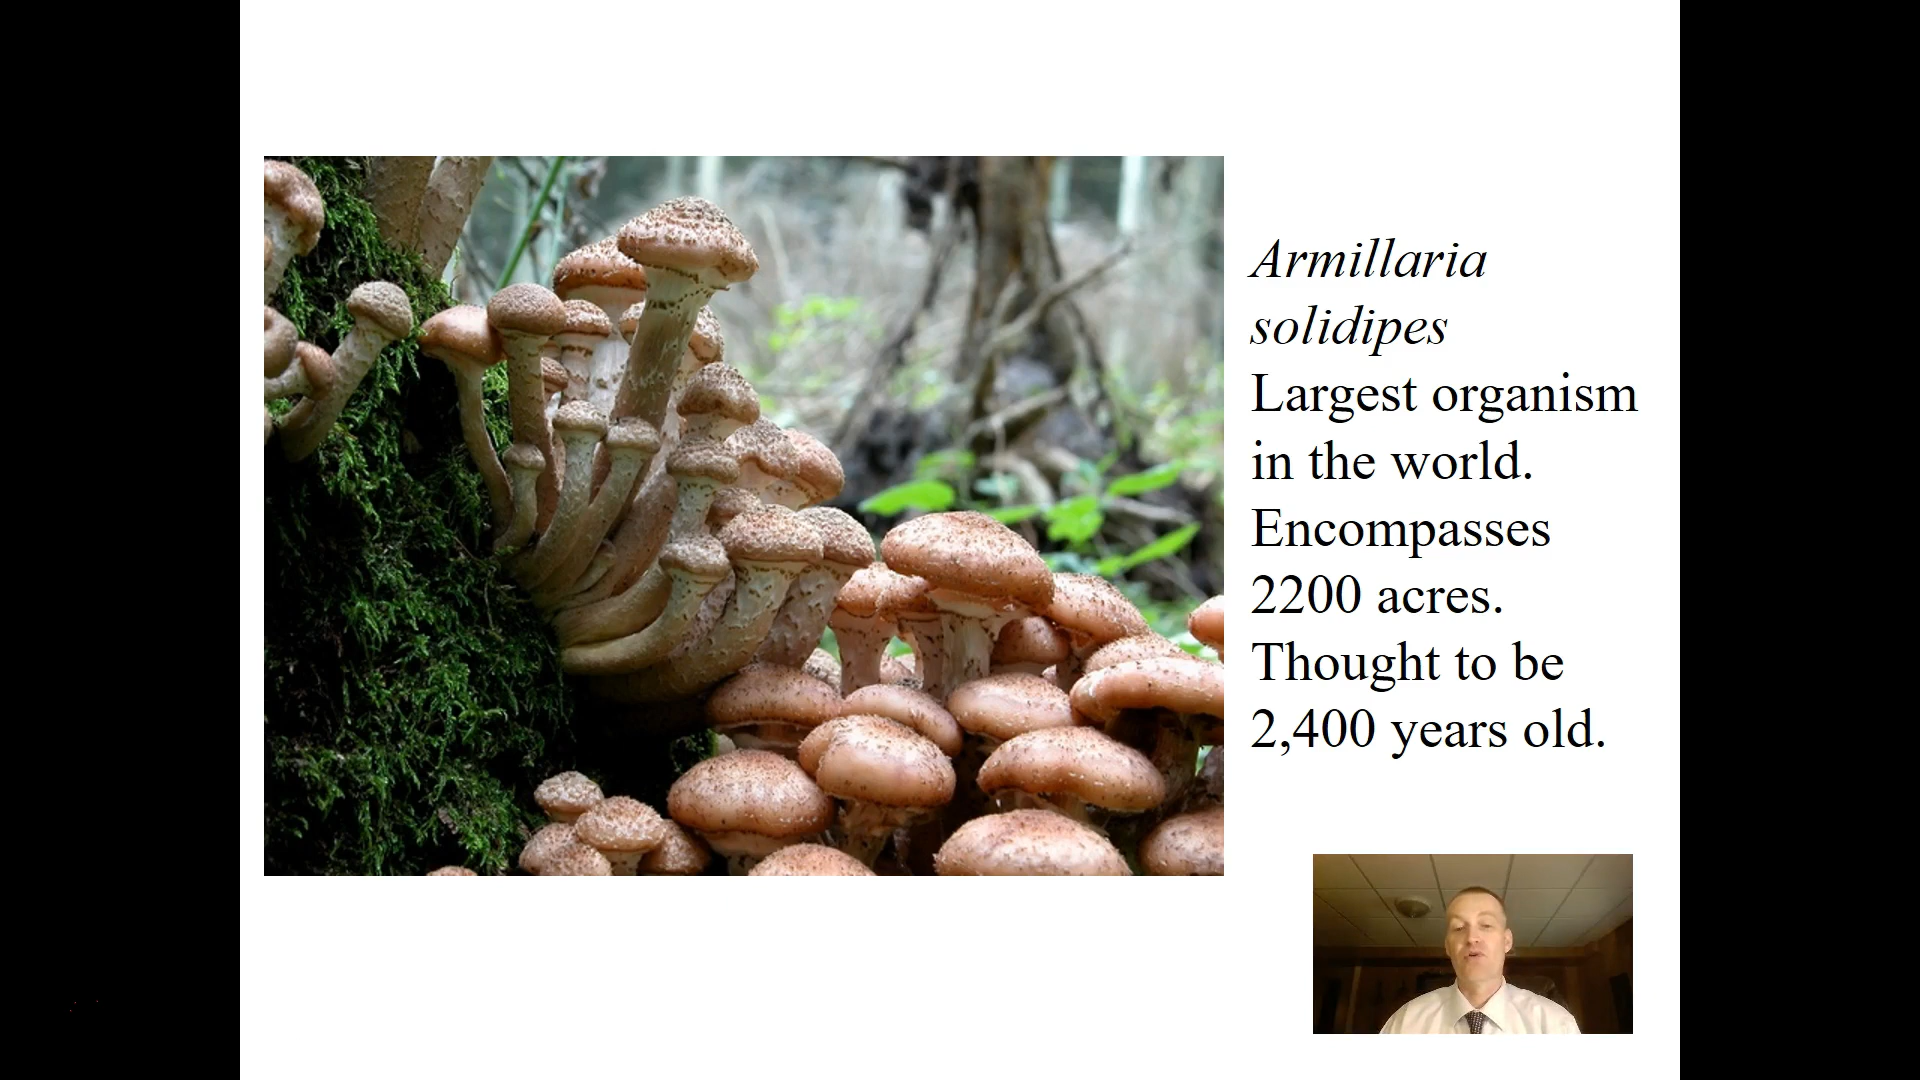 Armillaria
solidipes
Largest organism
in the world.
Encompasses
2200 acres.
Thought to be
2,400 years old.